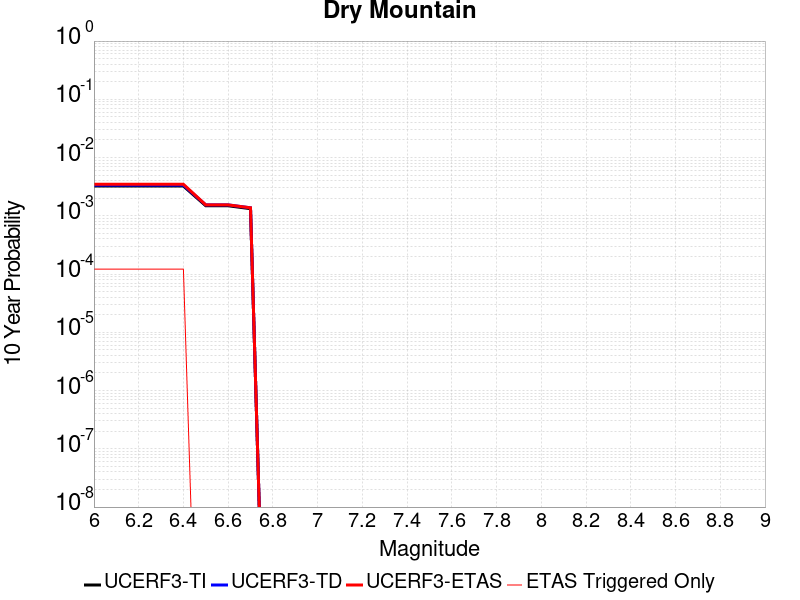 Dry Mountain
10^0
10^-1
10^-2
10^-3
10^-4
10^-5
10^-6
10^-7
10^-8
10 Year Probability
6 6.2 6.4 6.6 6.8 7 7.2 7.4 7.6 7.8 8 8.2 8.4 8.6 8.8 9
Magnitude
UCERF3-TI UCERF3-TD UCERF3-ETAS ETAS Triggered Only